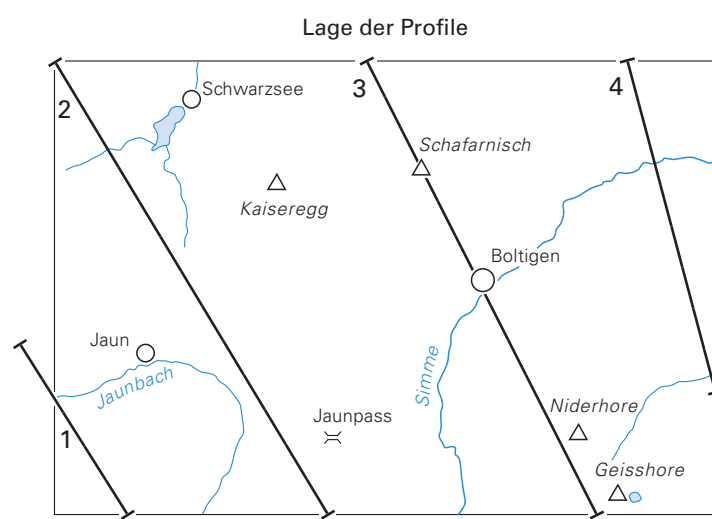 Lage der Profile
2
3
4
Schwarzsee
Schafarnisch
Kaiseregg
Boltigen
Jaun
Jaunbach
Simme
1
Jaunpass
Niderhore
Geisshore